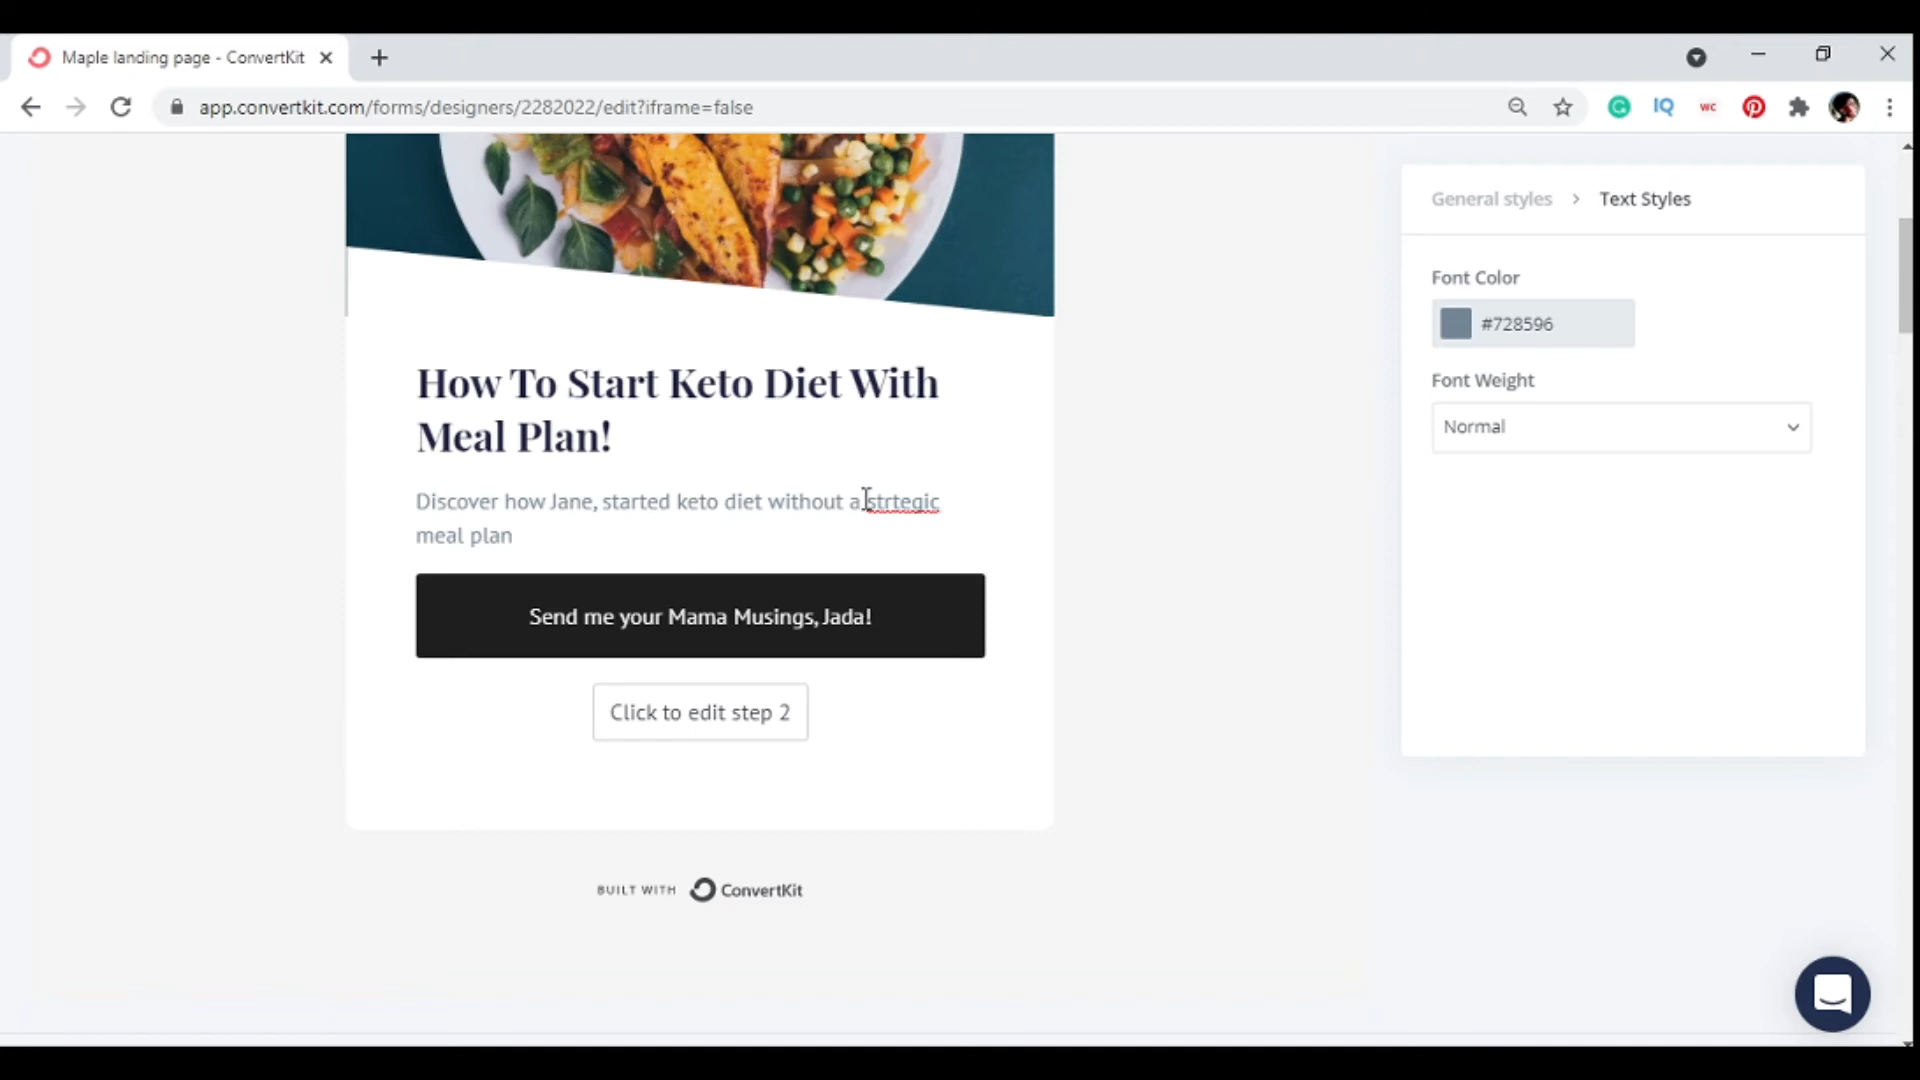 Maple landing page - ConvertKit
app.convertkit.com/forms/designers/2282022/edit?iframe=false
IQ
WC
General styles > Text Styles
Font Color
#728596
Font Weight
Normal
How To Start Keto Diet With
Meal Plan!
Discover how Jane, started keto diet without a strtegic
meal plan
Send me your Mama Musings, Jada!
Click to edit step 2
BUILT WITH ConvertKit